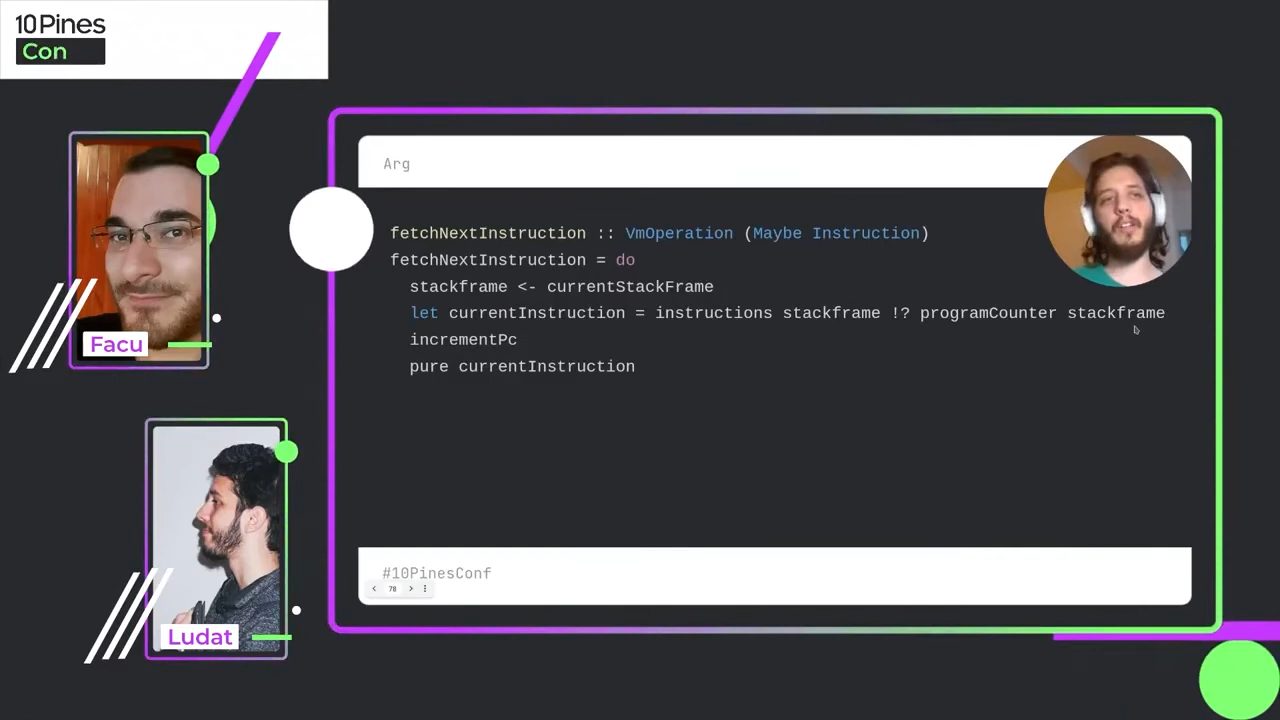 10Pines
Con
Facu
Ludat
Arg
fetchNextInstruction :: VmOperation (Maybe Instruction)
fetchNextInstruction = do
  stackframe <- currentStackFrame
  let currentInstruction = instructions stackframe !? programCounter stackframe
  incrementPc
  pure currentInstruction
#10PinesConf
78